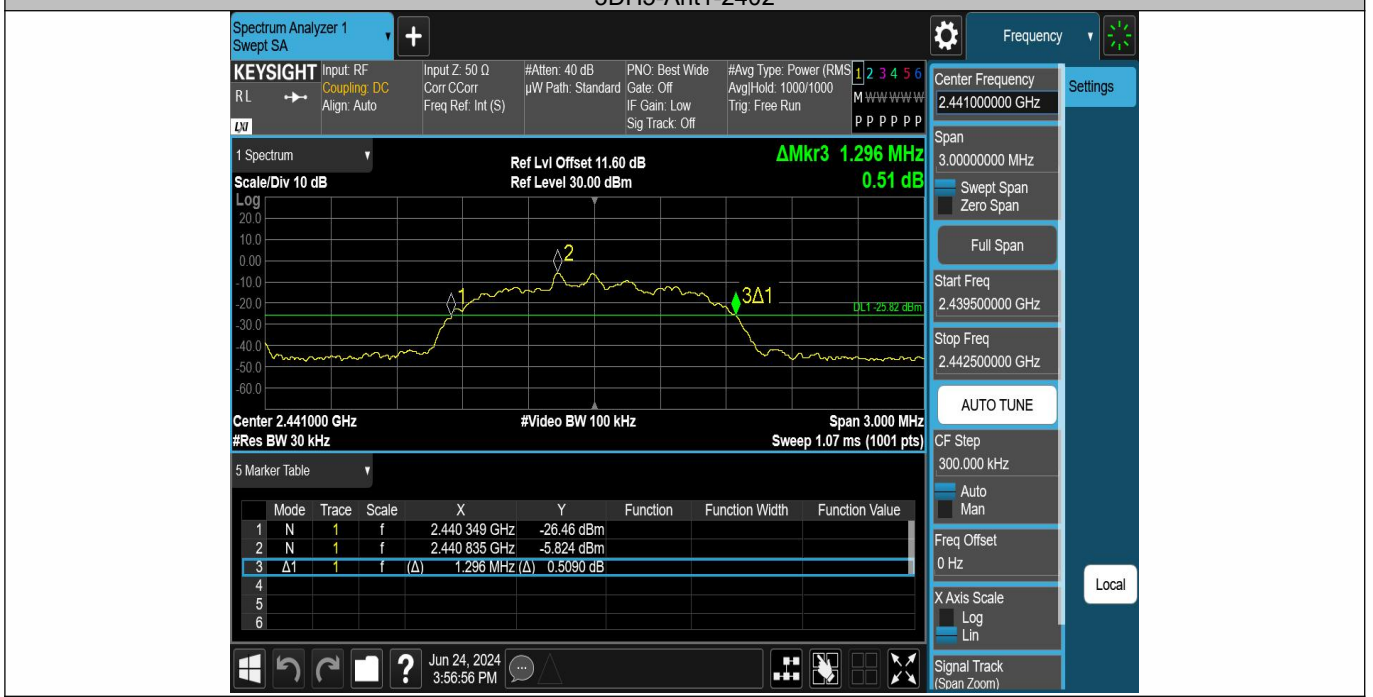 3DH5-Ant1-2402
Spectrum Analyzer 1
Swept SA
+
Frequency
KEYSIGHT
RL
LXI
Input: RF
Coupling: DC
Align: Auto
Input Z: 50 Ω
Corr CCorr
Freq Ref: Int (S)
#Atten: 40 dB
µW Path: Standard
PNO: Best Wide
Gate: Off
IF Gain: Low
Sig Track: Off
#Avg Type: Power (RMS
Avg|Hold: 1000/1000
Trig: Free Run
1 2 3 4 5 6
M W W W W W
P P P P P P
Center Frequency
2.441000000 GHz
Settings
Span
3.00000000 MHz
Swept Span
Zero Span
Full Span
Start Freq
2.439500000 GHz
Stop Freq
2.442500000 GHz
AUTO TUNE
CF Step
300.000 kHz
Auto
Man
Freq Offset
0 Hz
X Axis Scale
Log
Lin
Signal Track
(Span Zoom)
Local
1 Spectrum
Scale/Div 10 dB
Ref Lvl Offset 11.60 dB
Ref Level 30.00 dBm
ΔMkr3 1.296 MHz
0.51 dB
Log
20.0
10.0
0.00
-10.0
-20.0
-30.0
-40.0
-50.0
-60.0
1
2
3Δ1
DL1 -25.82 dBm
Center 2.441000 GHz
#Video BW 100 kHz
Span 3.000 MHz
#Res BW 30 kHz
Sweep 1.07 ms (1001 pts)
5 Marker Table
Mode Trace Scale X Y Function Function Width Function Value
1 N 1 f 2.440 349 GHz -26.46 dBm
2 N 1 f 2.440 835 GHz -5.824 dBm
3 Δ1 1 f (Δ) 1.296 MHz (Δ) 0.5090 dB
4
5
6
?
Jun 24, 2024
3:56:56 PM